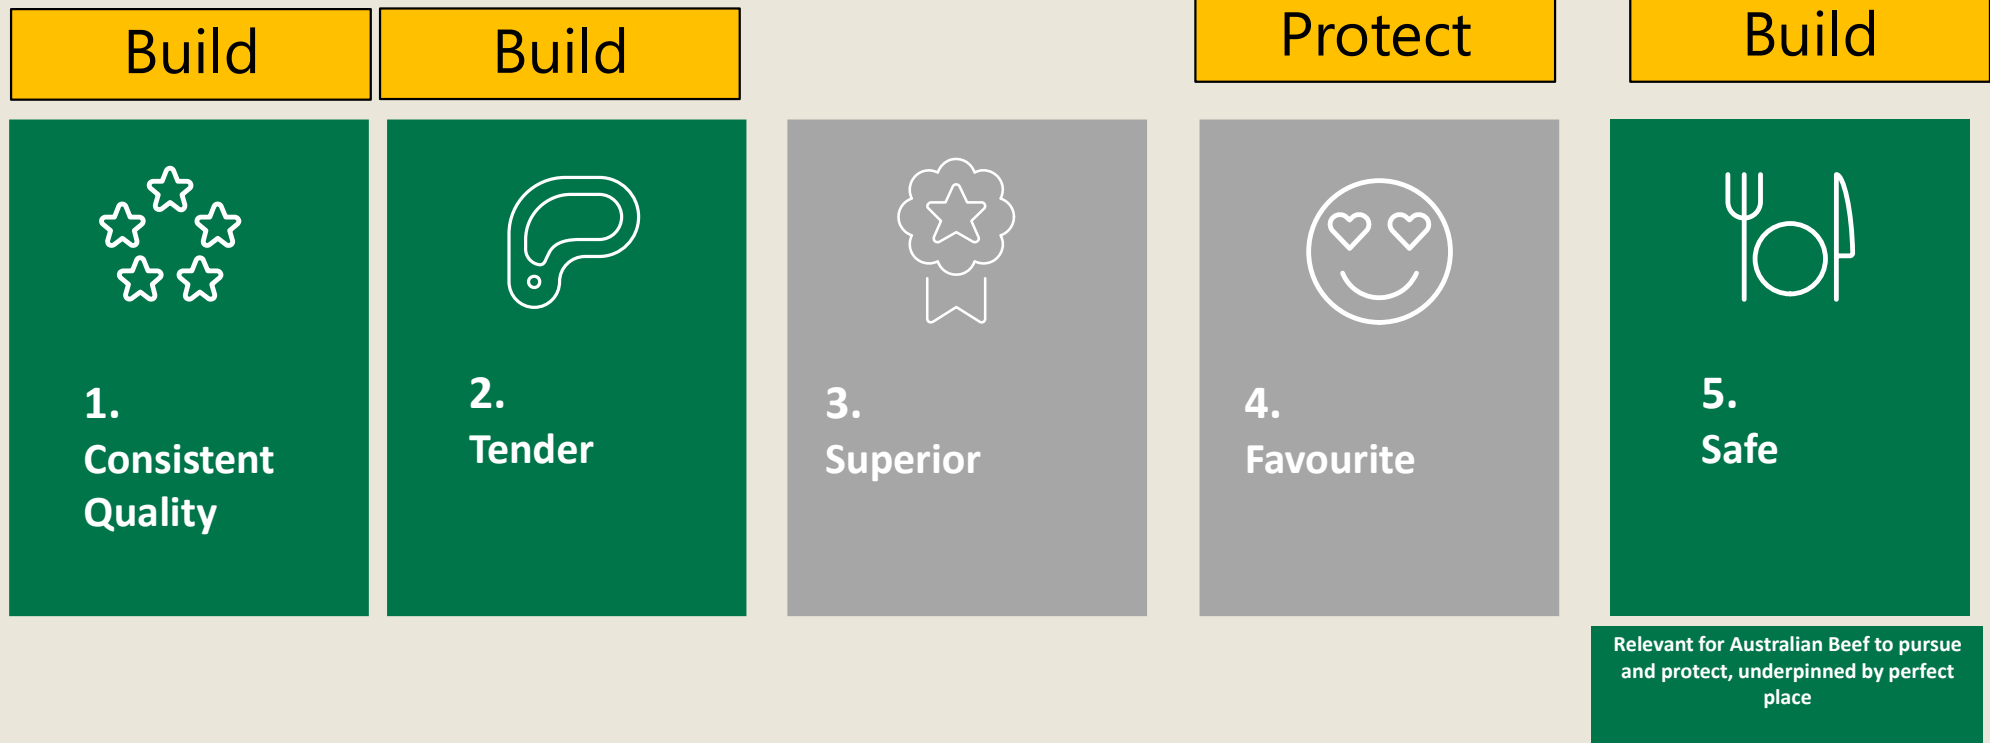 Build
Build
Protect
Build
1.
Consistent
Quality
2.
Tender
3.
Superior
4.
Favourite
5.
Safe
Relevant for Australian Beef to pursue
and protect, underpinned by perfect
place